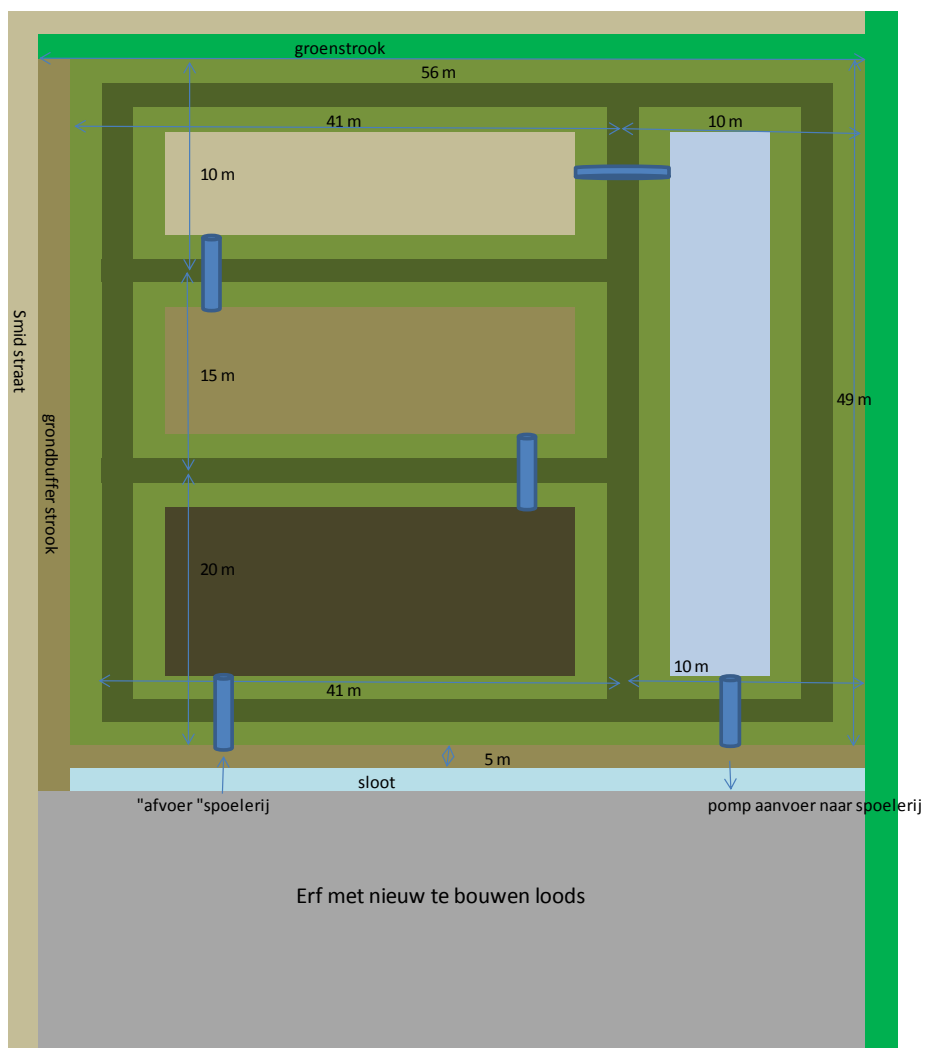 groenstrook
56 m
41 m
10 m
10 m
Smid straat
15 m
49 m
grondbuffer strook
20 m
10 m
41 m
5 m
sloot
"afvoer "spoelerij
pomp aanvoer naar spoelerij
Erf met nieuw te bouwen loods